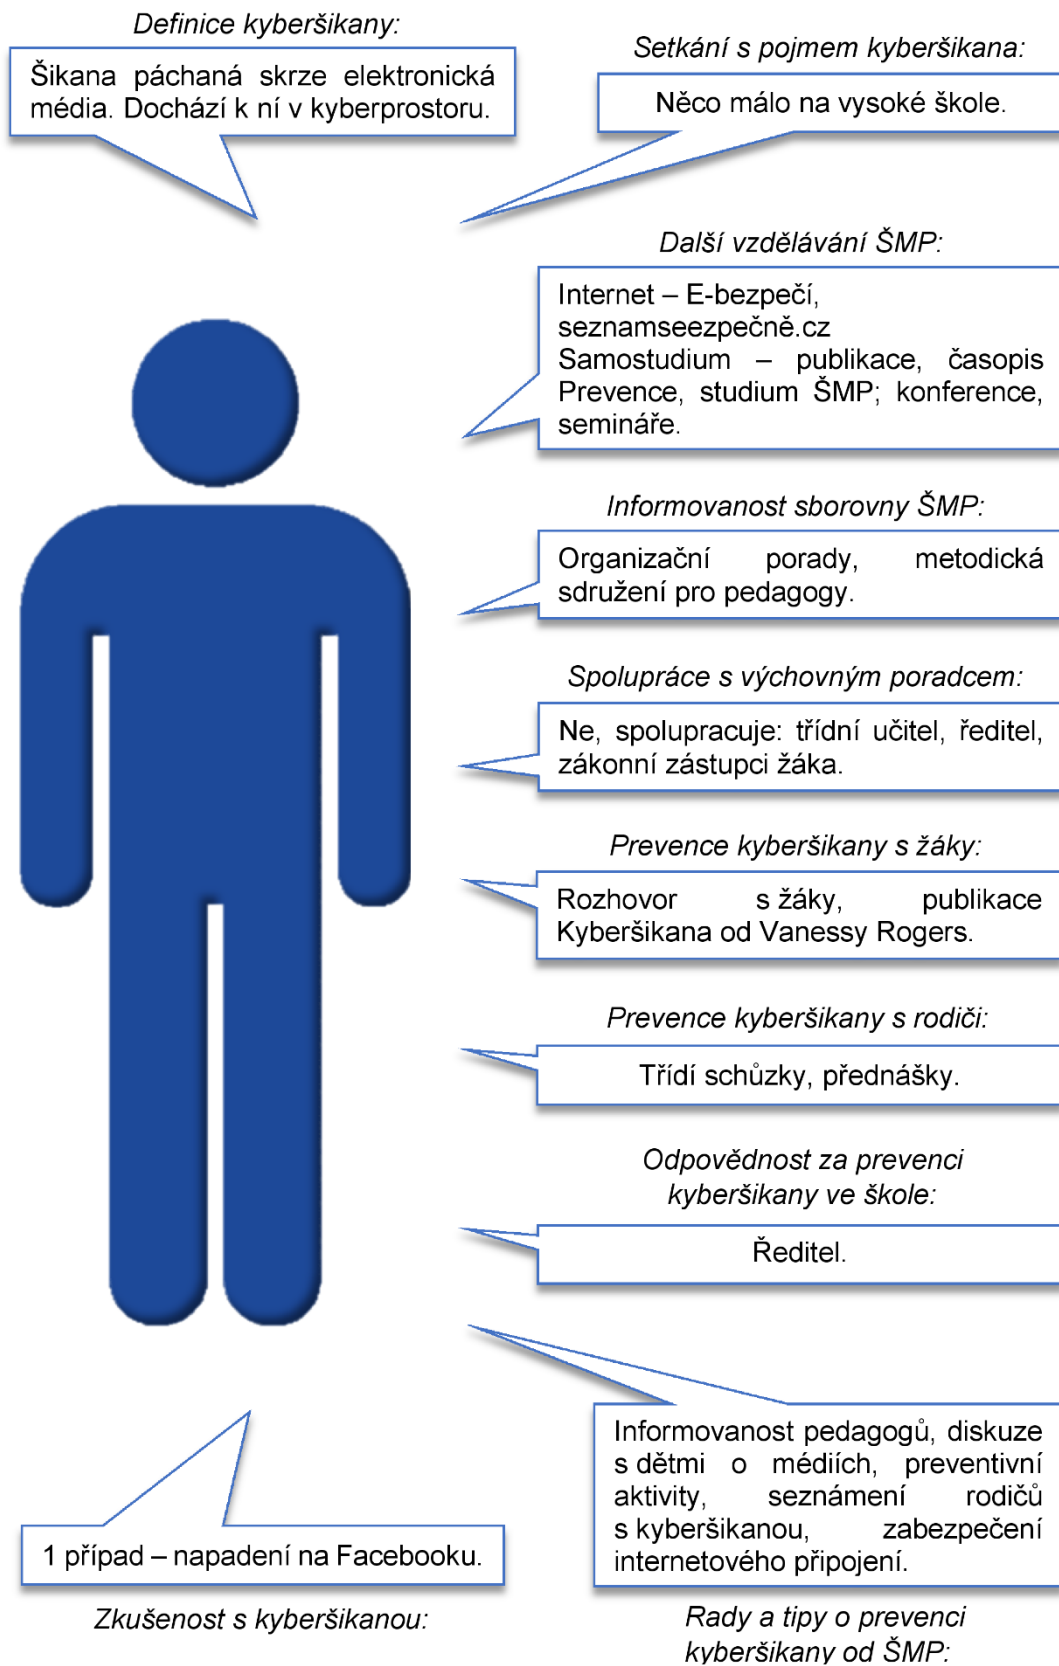 Definice kyberšikany:
Šikana páchaná skrze elektronická
média. Dochází k ní v kyberprostoru.
Setkání s pojmem kyberšikana:
Něco málo na vysoké škole.
Další vzdělávání ŠMP:
Internet – E-bezpečí,
seznamseezpečně.cz
Samostudium – publikace, časopis
Prevence, studium ŠMP; konference,
semináře.
Informovanost sborovny ŠMP:
Organizační porady, metodická
sdružení pro pedagogy.
Spolupráce s výchovným poradcem:
Ne, spolupracuje: třídní učitel, ředitel,
zákonní zástupci žáka.
Prevence kyberšikany s žáky:
Rozhovor s žáky, publikace
Kyberšikana od Vanessy Rogers.
Prevence kyberšikany s rodiči:
Třídí schůzky, přednášky.
Odpovědnost za prevenci
kyberšikany ve škole:
Ředitel.
Informovanost pedagogů, diskuze
s dětmi o médiích, preventivní
aktivity, seznámení rodičů
s kyberšikanou, zabezpečení
internetového připojení.
Rady a tipy o prevenci
kyberšikany od ŠMP:
1 případ – napadení na Facebooku.
Zkušenost s kyberšikanou: